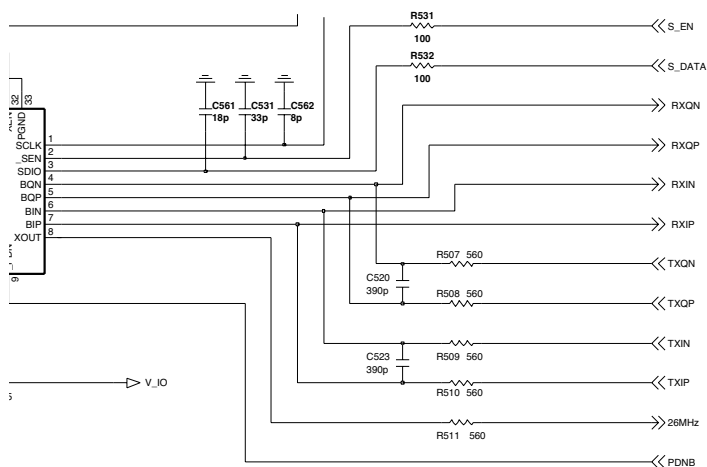 R531
S_EN
100
R532
S_DATA
100
C561
18p
C531
33p
C562
8p
RXQN
32
33
PGND
SCLK
1
_SEN
2
SDIO
3
RXQP
BQN
4
BQP
5
RXIN
BIN
6
BIP
7
RXIP
XOUT
8
9
R507 560
TXQN
C520
390p
R508 560
TXQP
TXIN
C523
390p
R509 560
V_IO
R510 560
TXIP
26MHz
R511 560
PDNB